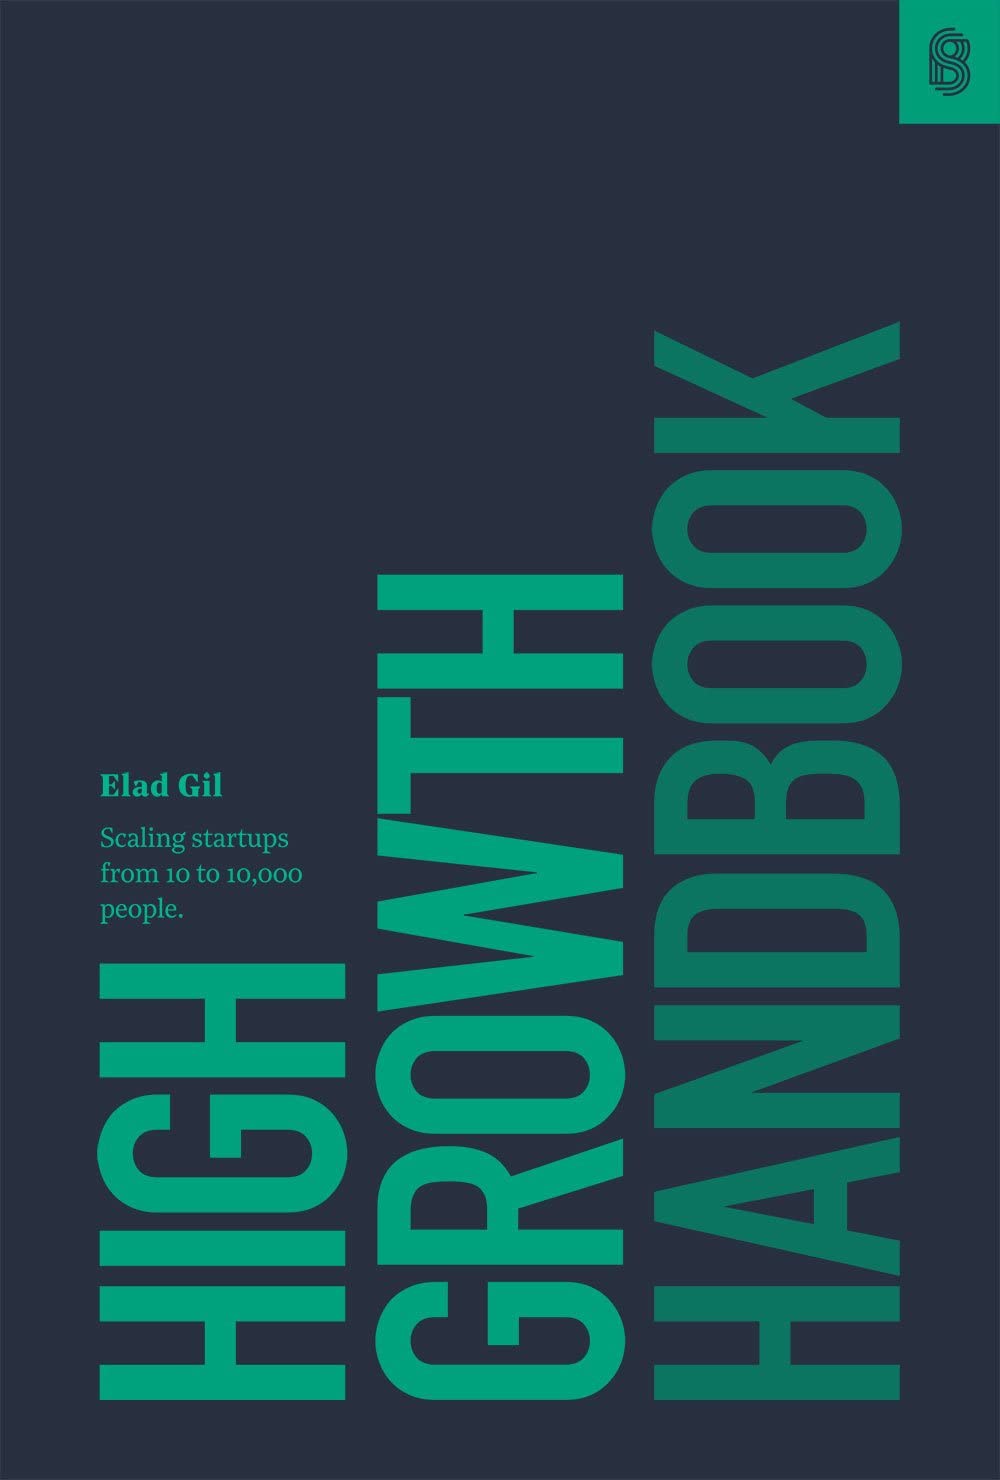 HIGH
GROWTH
HANDBOOK
Elad Gil
Scaling startups
from 10 to 10,000
people.